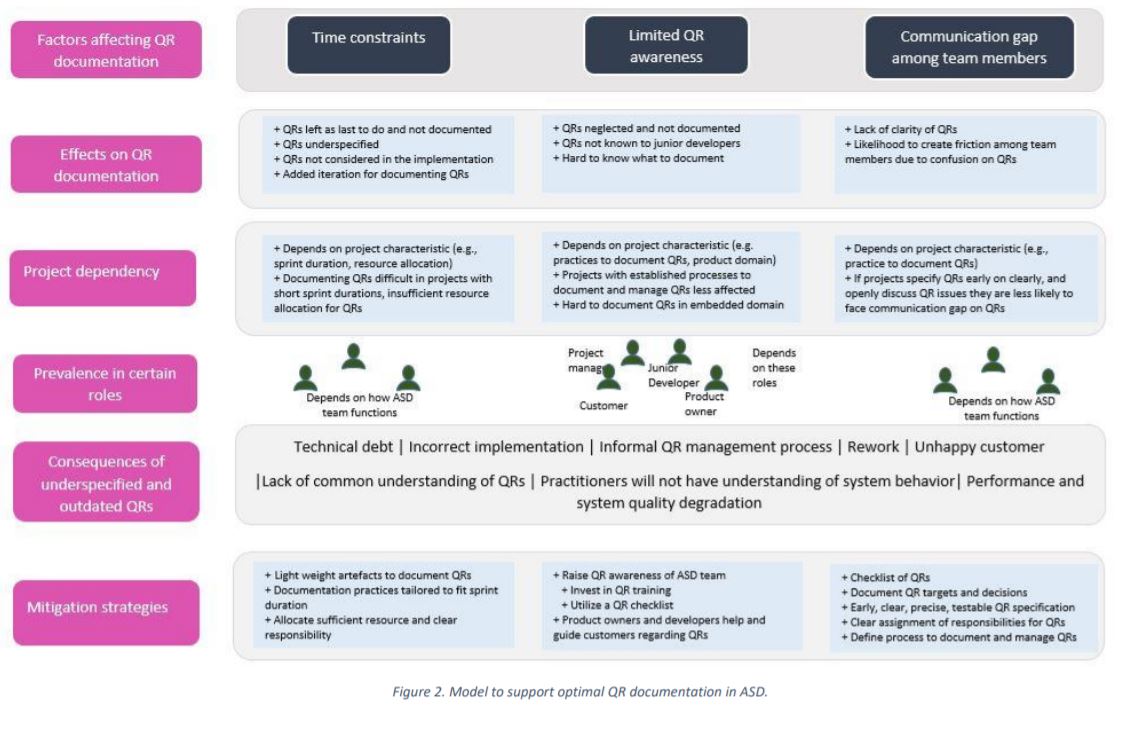 Factors affecting QR
documentation
Time constraints
Limited QR
awareness
Communication gap
among team members
Effects on QR
documentation
+ QRs left as last to do and not documented
+ QRs underspecified
+ QRs not considered in the implementation
+ Added iteration for documenting QRs
+ QRs neglected and not documented
+ QRs not known to junior developers
+ Hard to know what to document
+ Lack of clarity of QRs
+ Likelihood to create friction among team
members due to confusion on QRs
Project dependency
+ Depends on project characteristic (e.g.,
sprint duration, resource allocation)
+ Documenting QRs difficult in projects with
short sprint durations, insufficient resource
allocation for QRs
+ Depends on project characteristic (e.g.
practices to document QRs, product domain)
+ Projects with established processes to
document and manage QRs less affected
+ Hard to document QRs in embedded domain
+ Depends on project characteristic (e.g.,
practice to document QRs)
+ If projects specify QRs early on clearly, and
openly discuss QR issues they are less likely to
face communication gap on QRs
Prevalence in certain
roles
Depends on how ASD
team functions
Project
manag
Junior
Developer
Customer
Product
owner
Depends
on these
roles
Depends on how ASD
team functions
Consequences of
underspecified and
outdated QRs
Technical debt | Incorrect implementation | Informal QR management process | Rework | Unhappy customer
|Lack of common understanding of QRs | Practitioners will not have understanding of system behavior| Performance and
system quality degradation
Mitigation strategies
+ Light weight artefacts to document QRs
+ Documentation practices tailored to fit sprint
duration
+ Allocate sufficient resource and clear
responsibility
+ Raise QR awareness of ASD team
+ Invest in QR training
+ Utilize a QR checklist
+ Product owners and developers help and
guide customers regarding QRs
+ Checklist of QRs
+ Document QR targets and decisions
+ Early, clear, precise, testable QR specification
+ Clear assignment of responsibilities for QRs
+ Define process to document and manage QRs
Figure 2. Model to support optimal QR documentation in ASD.